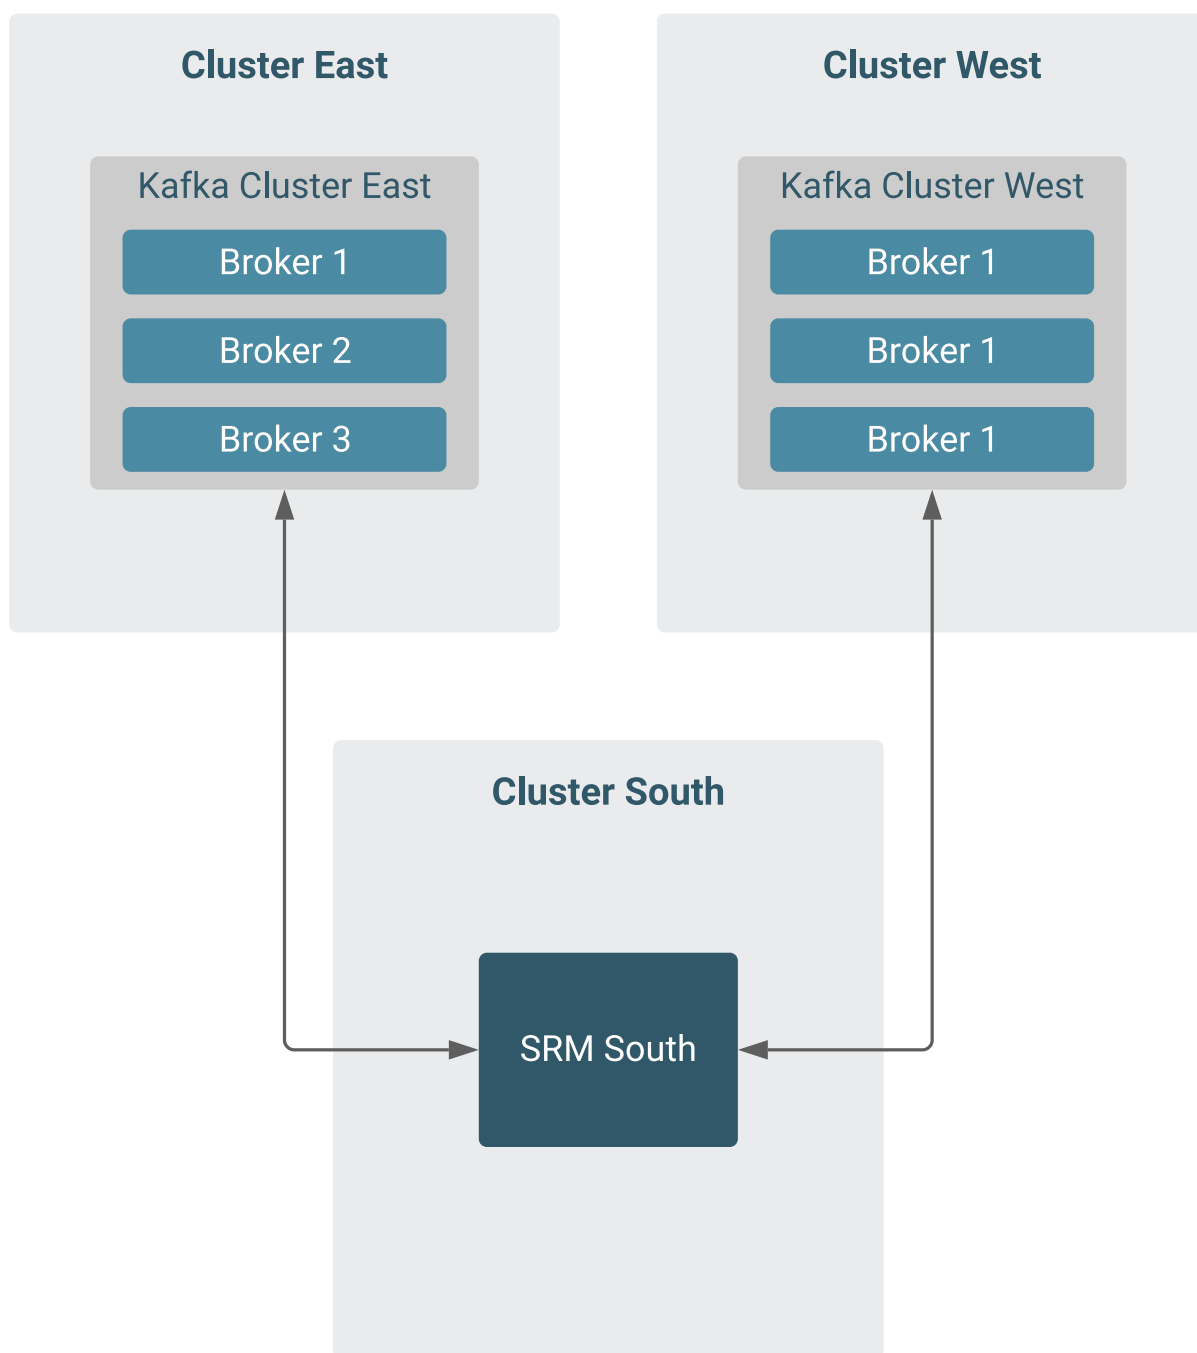 Cluster East
Kafka Cluster East
Broker 1
Broker 2
Broker 3
Cluster West
Kafka Cluster West
Broker 1
Broker 1
Broker 1
Cluster South
SRM South